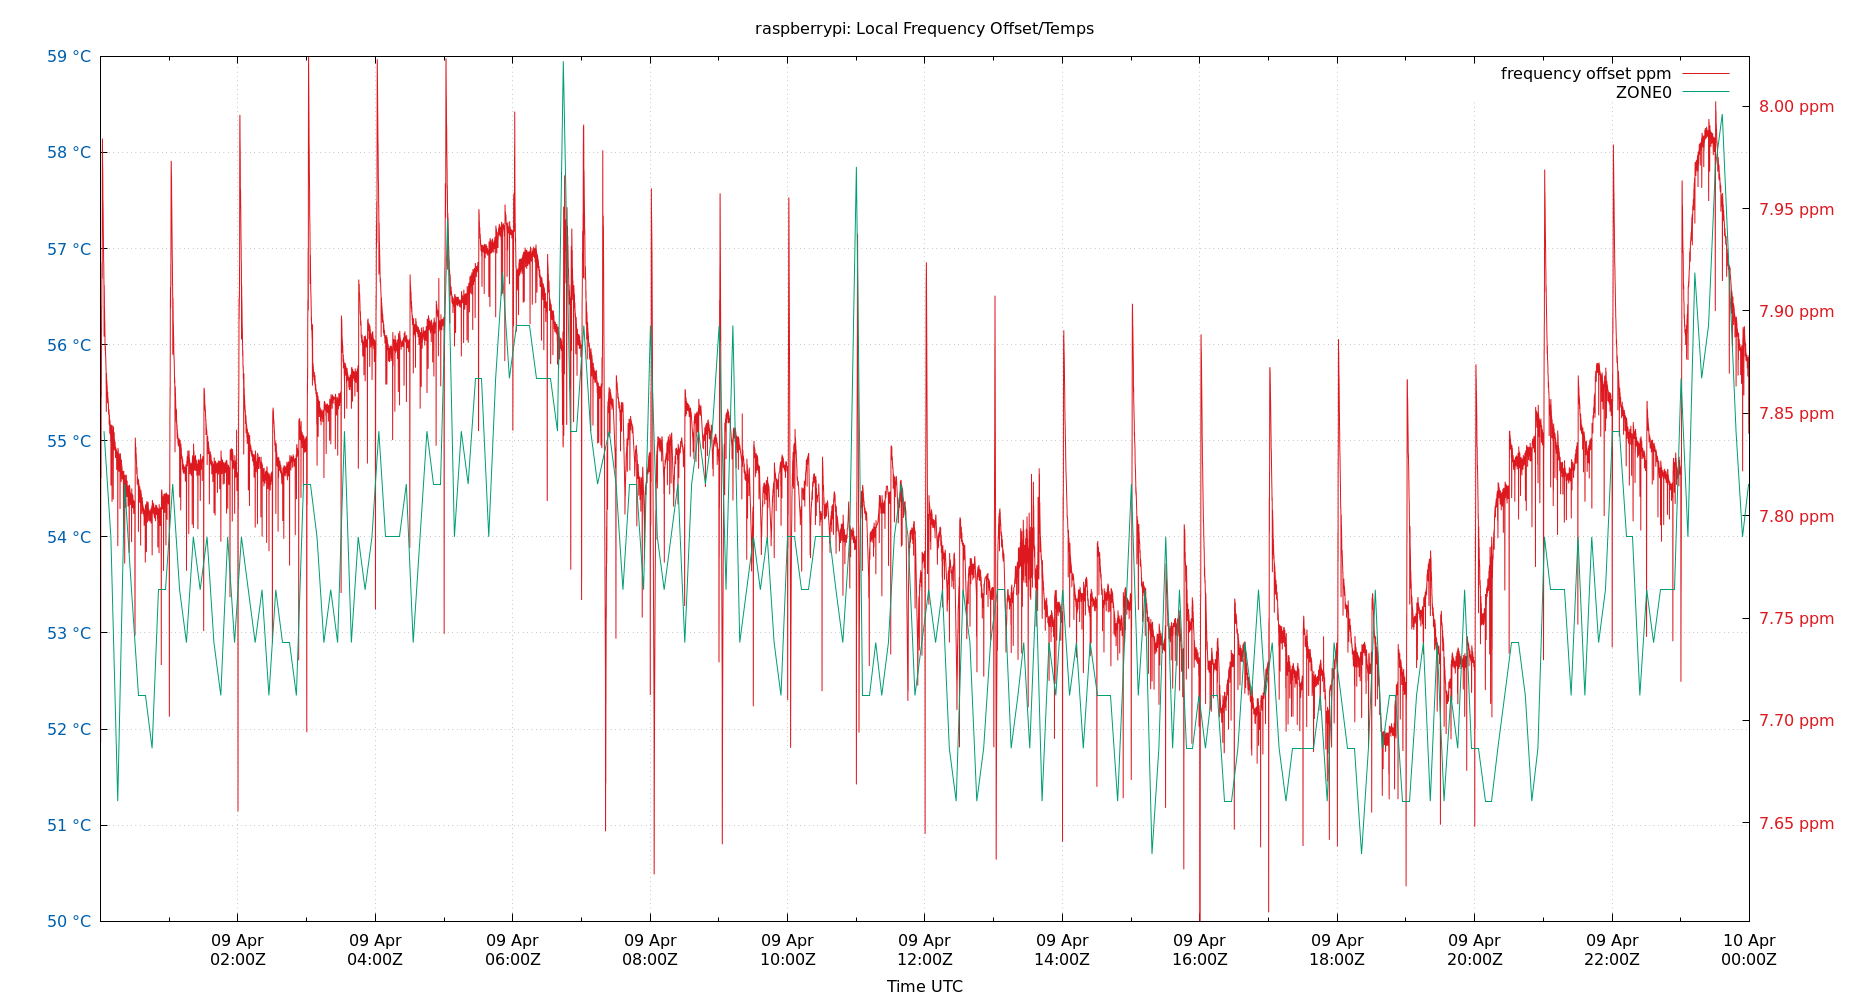 raspberrypi: Local Frequency Offset/Temps
frequency offset ppm
ZONE0
59 °C
58 °C
57 °C
56 °C
55 °C
54 °C
53 °C
52 °C
51 °C
50 °C
8.00 ppm
7.95 ppm
7.90 ppm
7.85 ppm
7.80 ppm
7.75 ppm
7.70 ppm
7.65 ppm
09 Apr
02:00Z
09 Apr
04:00Z
09 Apr
06:00Z
09 Apr
08:00Z
09 Apr
10:00Z
09 Apr
12:00Z
09 Apr
14:00Z
09 Apr
16:00Z
09 Apr
18:00Z
09 Apr
20:00Z
09 Apr
22:00Z
10 Apr
00:00Z
Time UTC